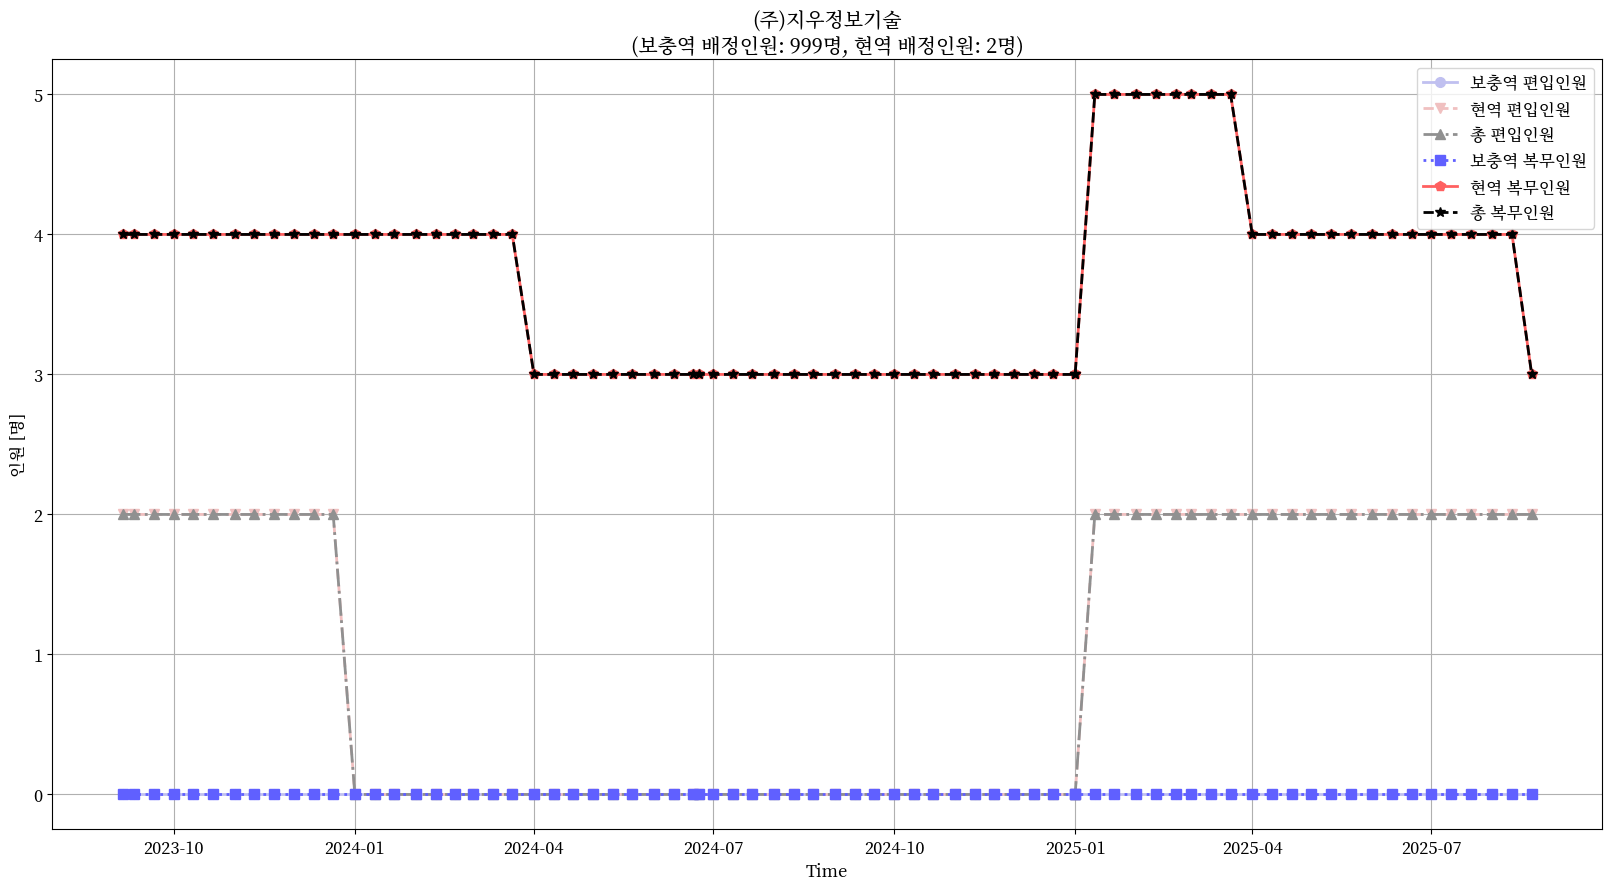 (주)지우정보기술
(보충역 배정인원: 999명, 현역 배정인원: 2명)
보충역 편입인원
현역 편입인원
총 편입인원
보충역 복무인원
현역 복무인원
총 복무인원
인원 [명]
5
4
3
2
1
0
2023-10
2024-01
2024-04
2024-07
2024-10
2025-01
2025-04
2025-07
Time